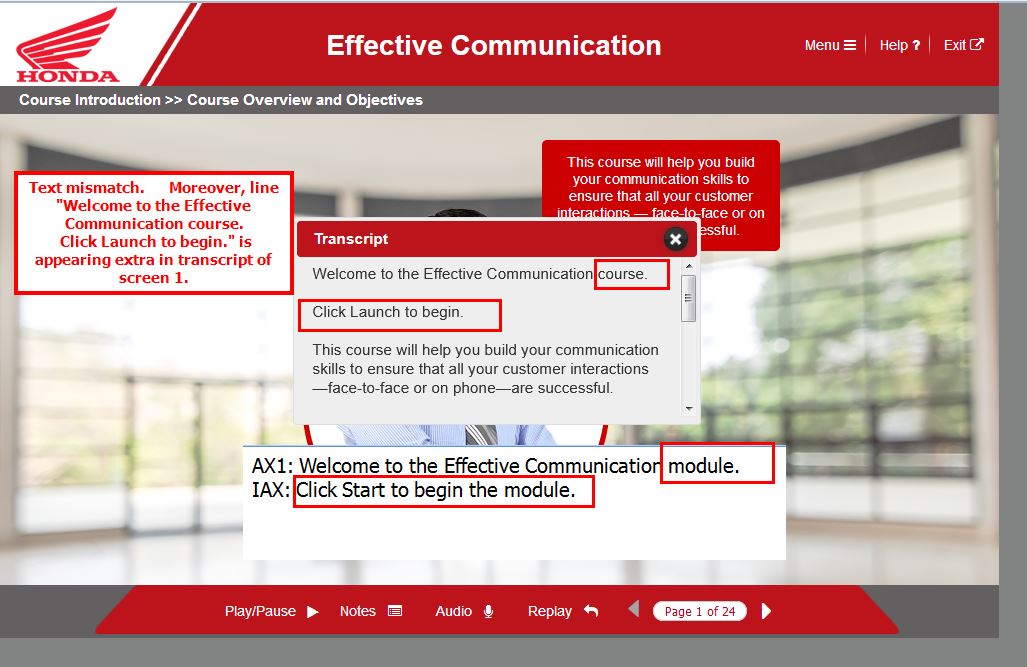 HONDA
Effective Communication
Menu
Help ?
Exit
Course Introduction >> Course Overview and Objectives
Text mismatch. Moreover, line
"Welcome to the Effective
Communication course.
Click Launch to begin." is
appearing extra in transcript of
screen 1.
This course will help you build
your communication skills to
ensure that all your customer
interactions — face-to-face or on
essful.
Transcript
Welcome to the Effective Communication course.
Click Launch to begin.
This course will help you build your communication
skills to ensure that all your customer interactions
—face-to-face or on phone—are successful.
AX1: Welcome to the Effective Communication module.
IAX: Click Start to begin the module.
Play/Pause
Notes
Audio
Replay
Page 1 of 24